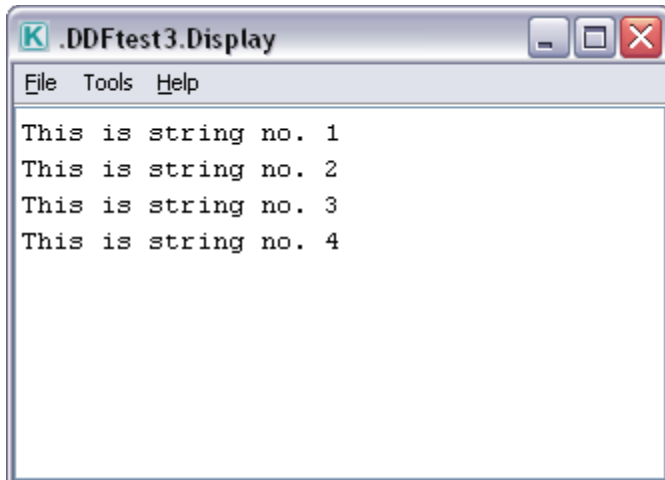 K .DDFtest3.Display
File Tools Help
This is string no. 1
This is string no. 2
This is string no. 3
This is string no. 4